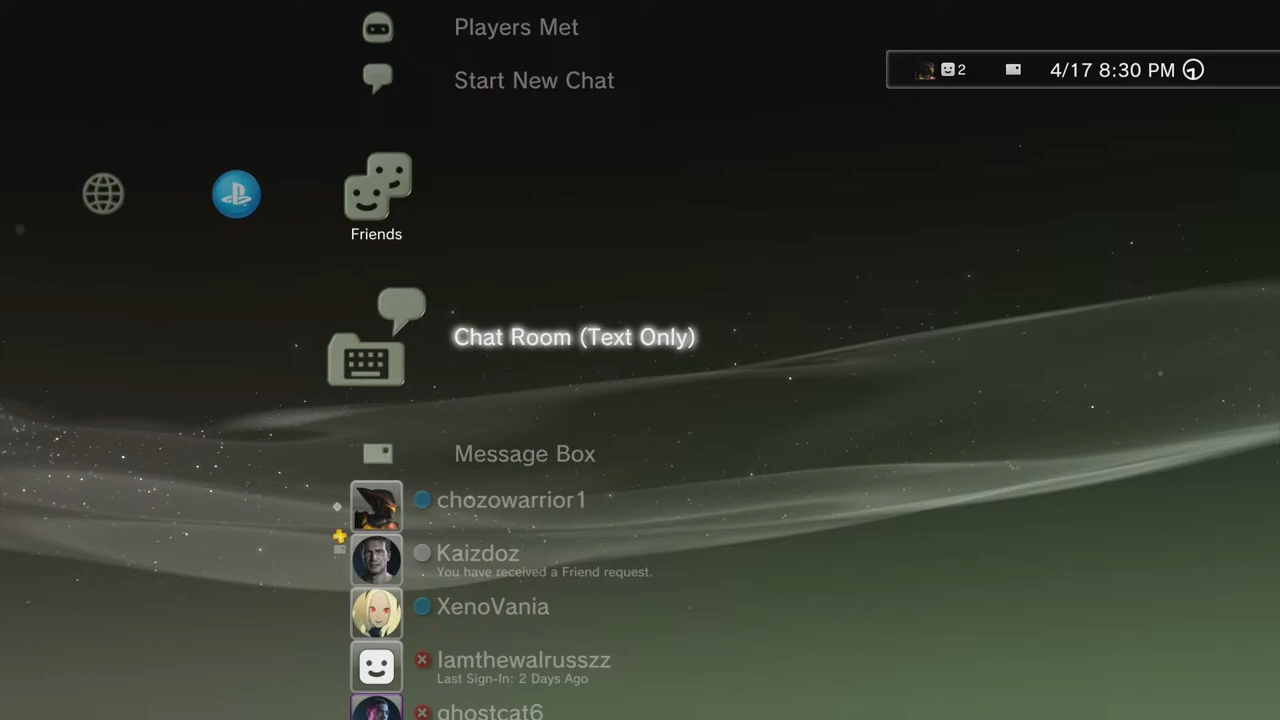 Players Met
Start New Chat
2
4/17 8:30 PM
Friends
Chat Room (Text Only)
Message Box
chozowarrior1
Kaizdoz
You have received a Friend request.
XenoVania
Iamthewalrusszz
Last Sign-In: 2 Days Ago
ghostcat6